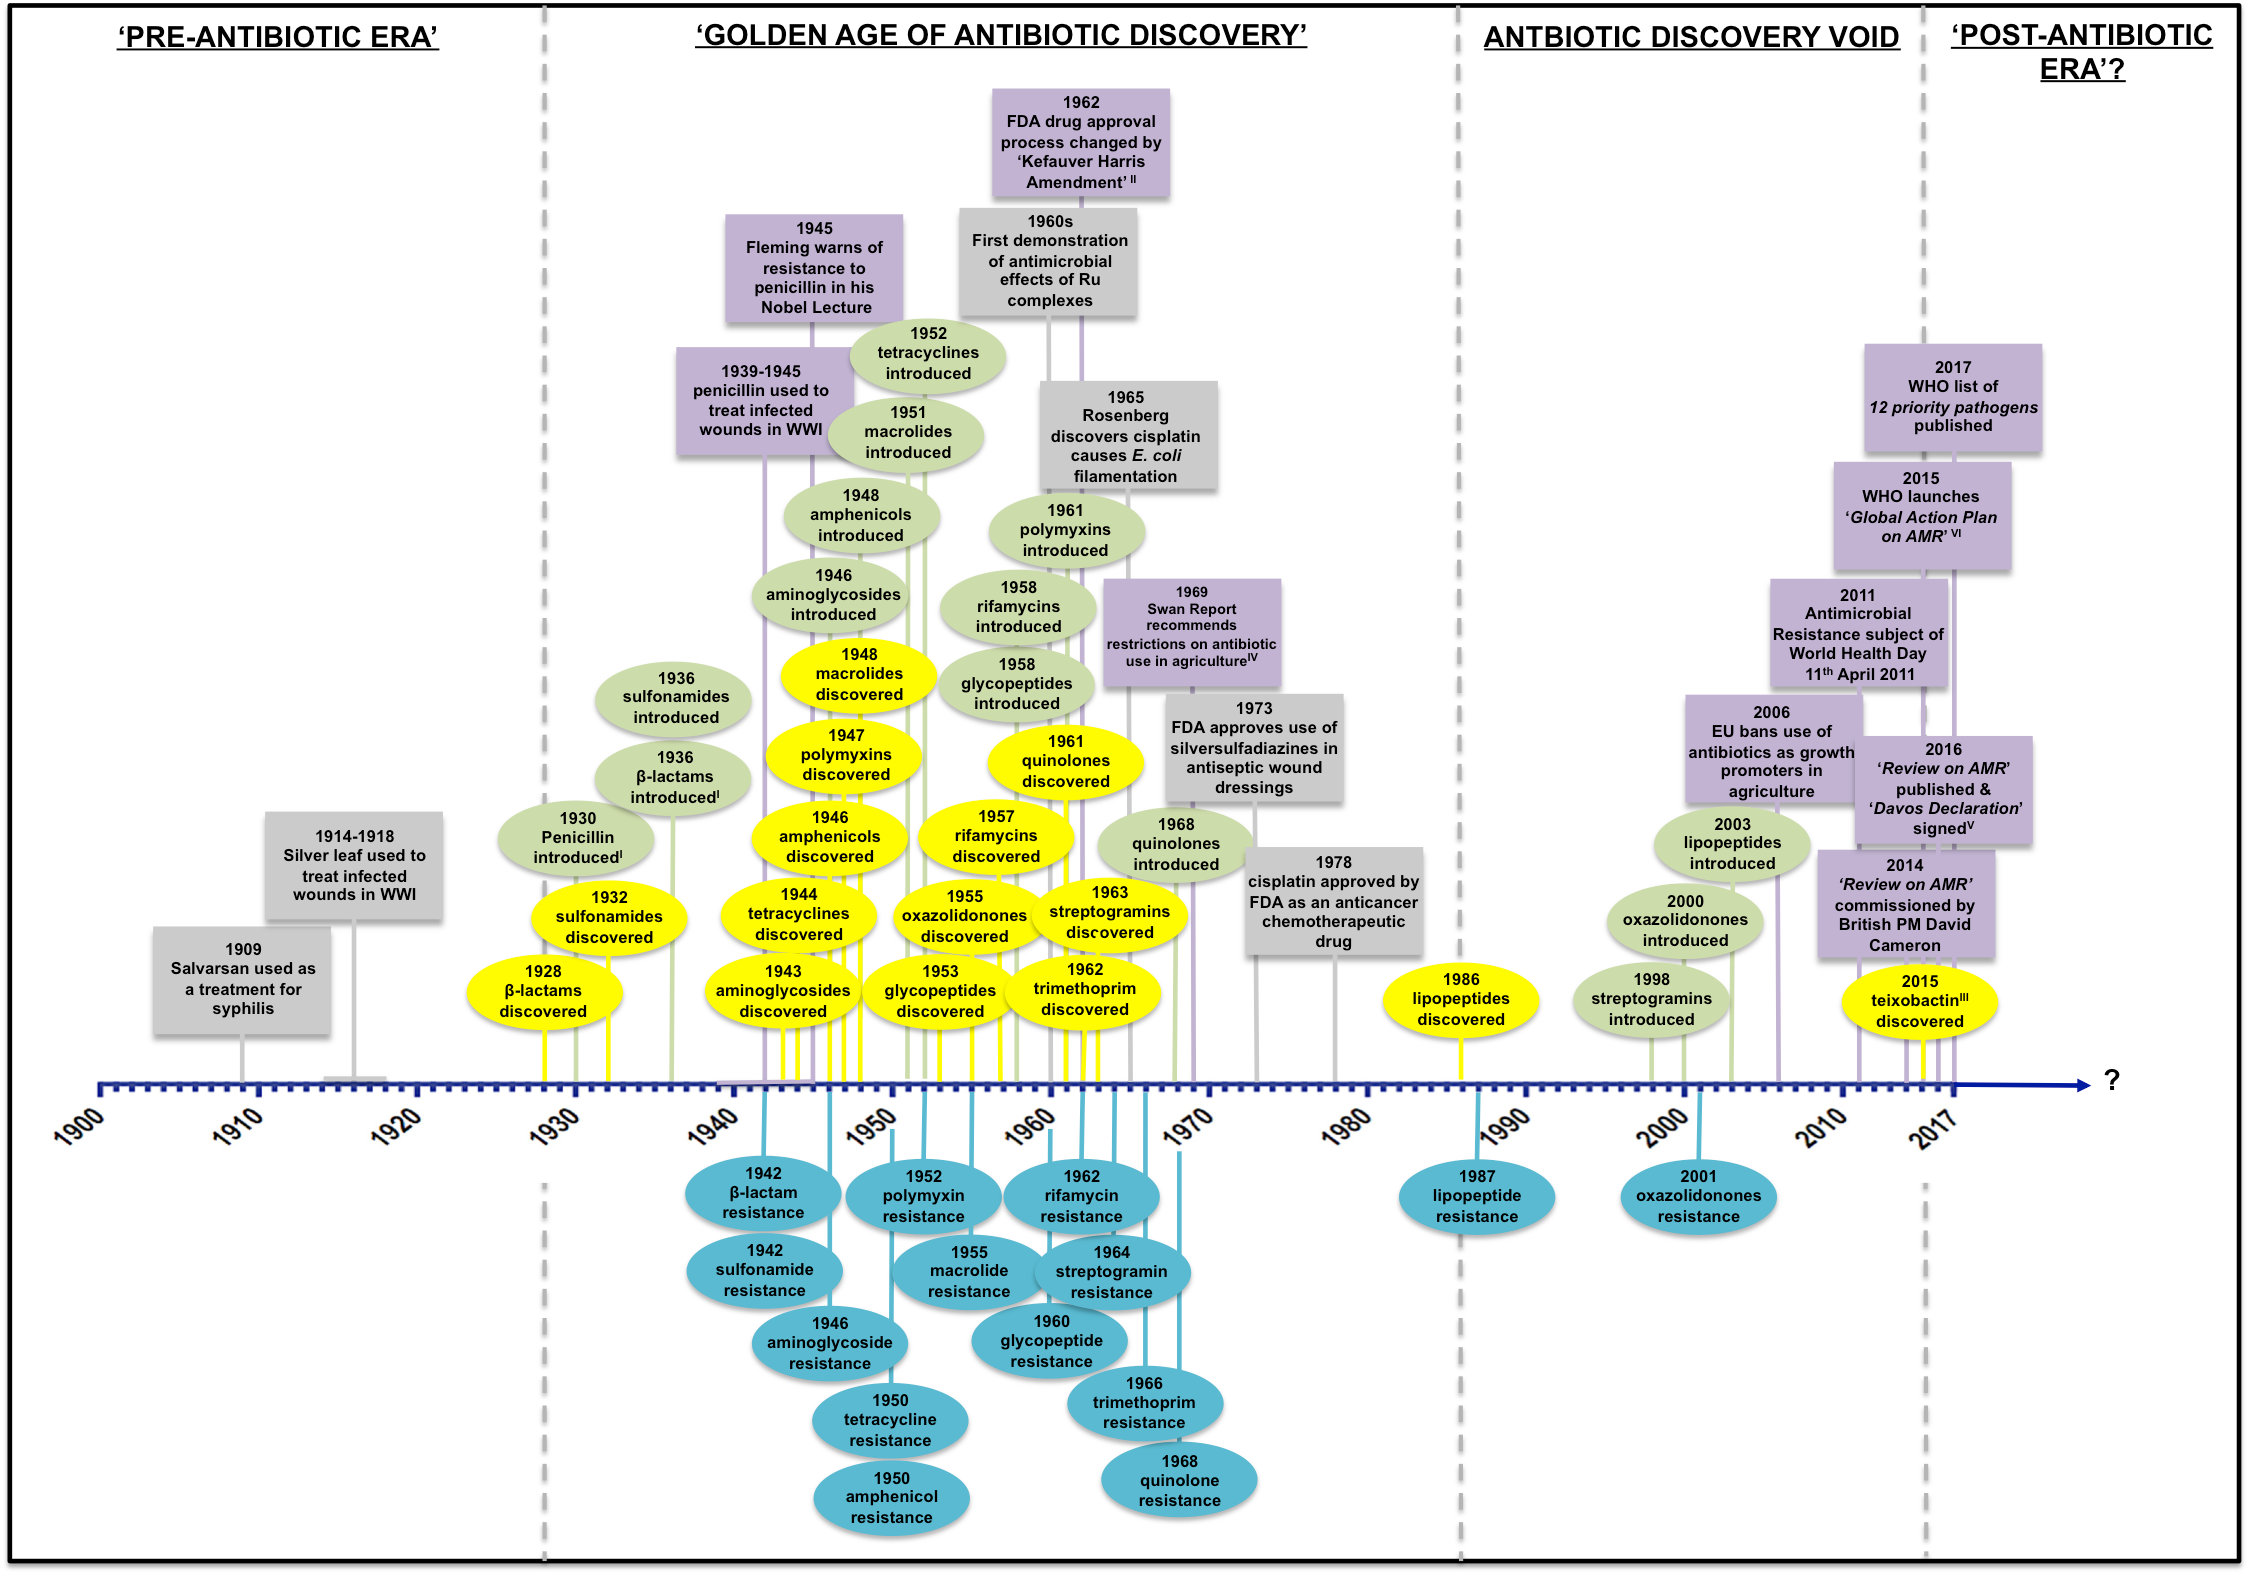 ‘PRE-ANTIBIOTIC ERA’
‘GOLDEN AGE OF ANTIBIOTIC DISCOVERY’
ANTBIOTIC DISCOVERY VOID
‘POST-ANTIBIOTIC
ERA’?
1909
Salvarsan used as
a treatment for
syphilis
1914-1918
Silver leaf used to
treat infected
wounds in WWI
1928
β-lactams
discovered
1930
Penicillin
introducedI
1932
sulfonamides
discovered
1936
sulfonamides
introduced
1936
β-lactams
introducedI
1945
Fleming warns of
resistance to
penicillin in his
Nobel Lecture
1939-1945
penicillin used to
treat infected
wounds in WWI
1952
tetracyclines
introduced
1951
macrolides
introduced
1948
amphenicols
introduced
1946
aminoglycosides
introduced
1948
macrolides
discovered
1947
polymyxins
discovered
1946
amphenicols
discovered
1944
tetracyclines
discovered
1943
aminoglycosides
discovered
1962
FDA drug approval
process changed by
‘Kefauver Harris
Amendment’ II
1960s
First demonstration
of antimicrobial
effects of Ru
complexes
1965
Rosenberg
discovers cisplatin
causes E. coli
filamentation
1961
polymyxins
introduced
1958
rifamycins
introduced
1958
glycopeptides
introduced
1961
quinolones
discovered
1957
rifamycins
discovered
1955
oxazolidonones
discovered
1953
glycopeptides
discovered
1963
streptogramins
discovered
1962
trimethoprim
discovered
1969
Swan Report
recommends
restrictions on antibiotic
use in agricultureIV
1973
FDA approves use of
silversulfadiazines in
antiseptic wound
dressings
1968
quinolones
introduced
1978
cisplatin approved by
FDA as an anticancer
chemotherapeutic
drug
1986
lipopeptides
discovered
2017
WHO list of
12 priority pathogens
published
2015
WHO launches
‘Global Action Plan
on AMR’ VI
2011
Antimicrobial
Resistance subject of
World Health Day
11th April 2011
2006
EU bans use of
antibiotics as growth
promoters in
agriculture
2016
‘Review on AMR’
published &
‘Davos Declaration’
signedV
2003
lipopeptides
introduced
2000
oxazolidonones
introduced
1998
streptogramins
introduced
2014
‘Review on AMR’
commissioned by
British PM David
Cameron
2015
teixobactinIII
discovered
?
1900
1910
1920
1930
1940
1950
1960
1970
1980
1990
2000
2010
2017
1942
β-lactam
resistance
1942
sulfonamide
resistance
1946
aminoglycoside
resistance
1950
tetracycline
resistance
1950
amphenicol
resistance
1952
polymyxin
resistance
1955
macrolide
resistance
1962
rifamycin
resistance
1964
streptogramin
resistance
1960
glycopeptide
resistance
1966
trimethoprim
resistance
1968
quinolone
resistance
1987
lipopeptide
resistance
2001
oxazolidonones
resistance